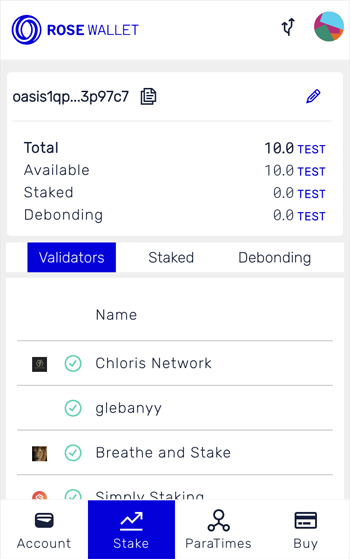 ROSE WALLET
oasis1qp...3p97c7
Total 10.0 TEST
Available 10.0 TEST
Staked 0.0 TEST
Debonding 0.0 TEST
Validators Staked Debonding
Name
Chloris Network
glebanyy
Breathe and Stake
Simply Staking
Account Stake ParaTimes Buy